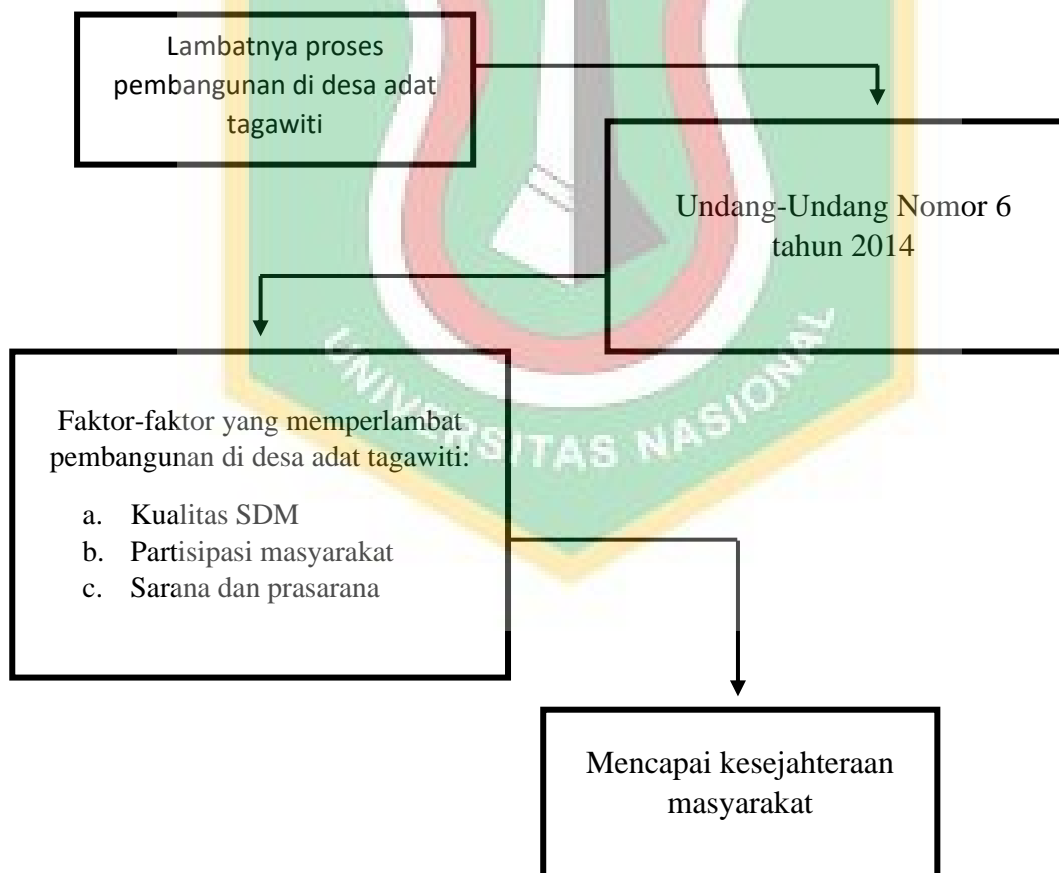 Lambatnya proses
pembangunan di desa adat
tagawiti
Undang-Undang Nomor 6
tahun 2014
Faktor-faktor yang memperlambat
pembangunan di desa adat tagawiti:
a. Kualitas SDM
b. Partisipasi masyarakat
c. Sarana dan prasarana
UNIVERSITAS NASIONAL
Mencapai kesejahteraan
masyarakat